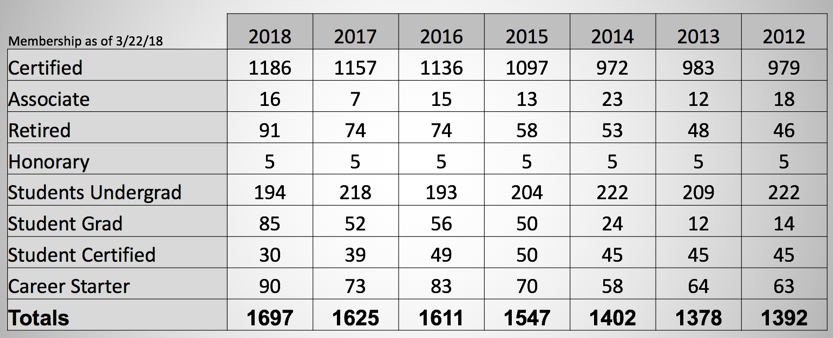 Membership as of 3/22/18 2018 2017 2016 2015 2014 2013 2012
Certified 1186 1157 1136 1097 972 983 979
Associate 16 7 15 13 23 12 18
Retired 91 74 74 58 53 48 46
Honorary 5 5 5 5 5 5 5
Students Undergrad 194 218 193 204 222 209 222
Student Grad 85 52 56 50 24 12 14
Student Certified 30 39 49 50 45 45 45
Career Starter 90 73 83 70 58 64 63
Totals 1697 1625 1611 1547 1402 1378 1392